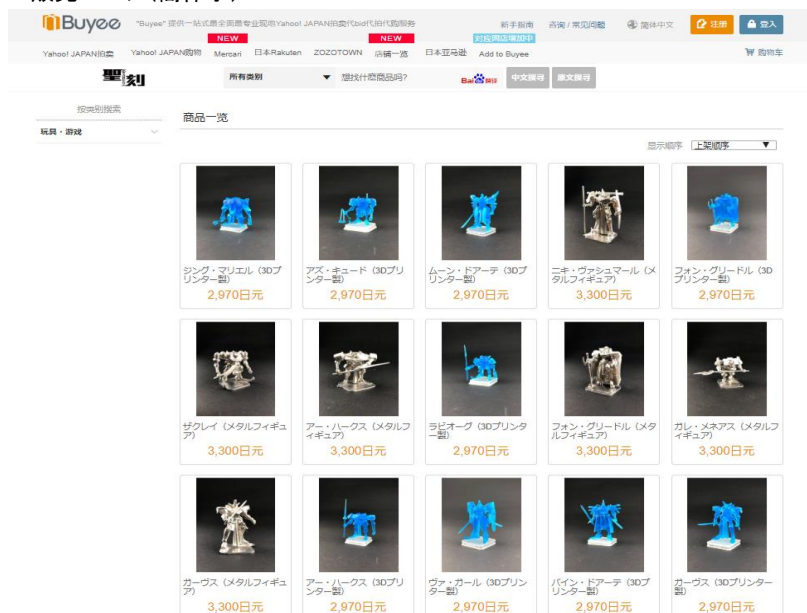 Buyee
"Buyee" 提供一站式最全面最专业现地Yahoo! JAPAN拍卖代bid代拍代购服务
新手指南
咨询 / 常见问题
简体中文
注册
登入
NEW
NEW
对应网店增加中
Yahoo! JAPAN拍卖
Yahoo! JAPAN购物
Mercari
日本Rakuten
ZOZOTOWN
店铺一览
日本亚马逊
Add to Buyee
购物车
聖刻
所有类别
▼
想找什麽商品吗?
Bai
中文搜寻
原文搜寻
按类别搜索
商品一览
玩具・游戏
显示顺序
上架顺序 ▼
ジング・マリエル（3Dプ
リンター製）
2,970日元
アズ・キュード（3Dプリ
ンター製）
2,970日元
ムーン・ドアーテ（3Dプ
リンター製）
2,970日元
ニキ・ヴァシュマール（メ
タルフィギュア）
3,300日元
フォン・グリードル（3D
プリンター製）
2,970日元
ザクレイ（メタルフィギュ
ア）
3,300日元
アー・ハークス（メタルフ
ィギュア）
3,300日元
ラビオーグ（3Dプリンタ
ー製）
2,970日元
フォン・グリードル（メタ
ルフィギュア）
3,300日元
ガレ・メネアス（メタルフ
ィギュア）
3,300日元
ガーヴス（メタルフィギュ
ア）
3,300日元
アー・ハークス（3Dプリ
ンター製）
2,970日元
ヴァ・ガール（3Dプリン
ター製）
2,970日元
パイン・ドアーテ（3Dプ
リンター製）
2,970日元
ガーヴス（3Dプリンター
製）
2,970日元